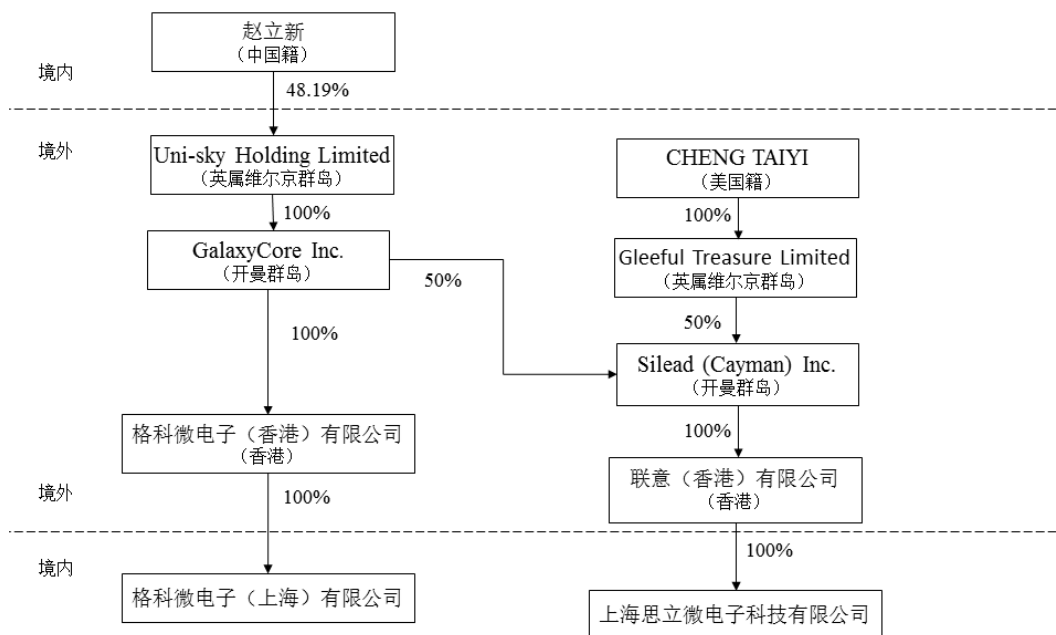 赵立新
（中国籍）
境内
48.19%
境外
Uni-sky Holding Limited
（英属维尔京群岛）
CHENG TAIYI
（美国籍）
100%
100%
GalaxyCore Inc.
（开曼群岛）
50%
Gleeful Treasure Limited
（英属维尔京群岛）
100%
50%
Silead (Cayman) Inc.
（开曼群岛）
格科微电子（香港）有限公司
（香港）
100%
联意（香港）有限公司
（香港）
境外
100%
境内
100%
格科微电子（上海）有限公司
上海思立微电子科技有限公司